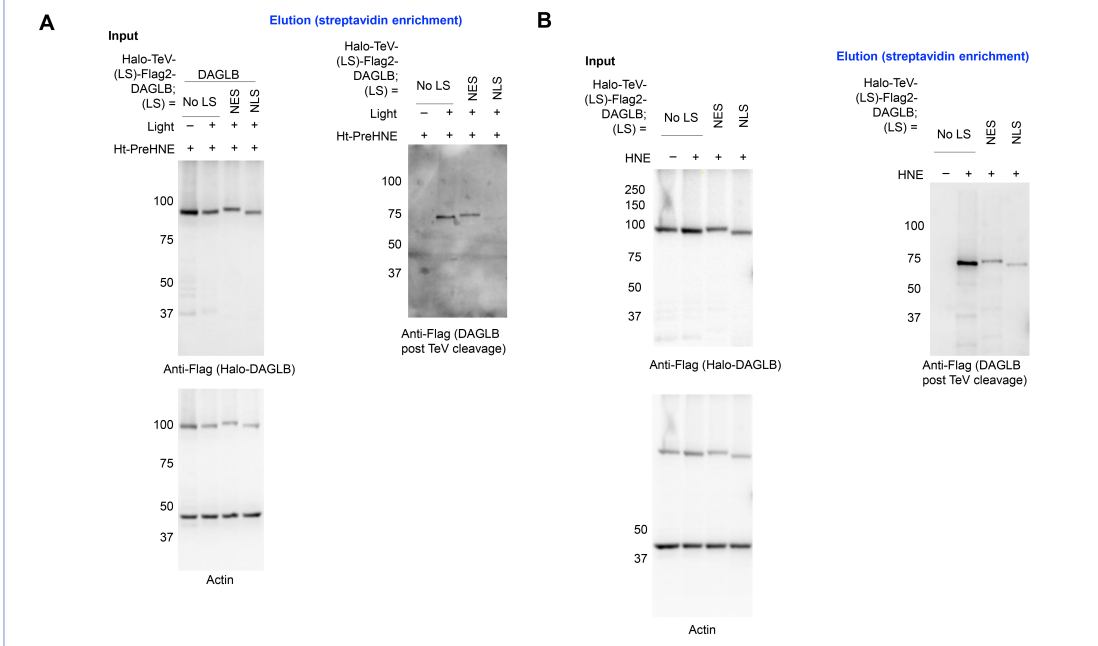 A
Input
Halo-TeV-
(LS)-Flag2-
DAGLB;
(LS) =
DAGLB
No LS
NES
NLS
Light
− + + +
Ht-PreHNE
+ + + +
100
75
50
37
Anti-Flag (Halo-DAGLB)
100
75
50
37
Actin
Elution (streptavidin enrichment)
Halo-TeV-
(LS)-Flag2-
DAGLB;
(LS) =
No LS
NES
NLS
Light
− + + +
Ht-PreHNE
+ + + +
100
75
50
37
Anti-Flag (DAGLB
post TeV cleavage)
B
Input
Halo-TeV-
(LS)-Flag2-
DAGLB;
(LS) =
No LS
NES
NLS
HNE
− + + +
250
150
100
75
50
37
Anti-Flag (Halo-DAGLB)
50
37
Actin
Elution (streptavidin enrichment)
Halo-TeV-
(LS)-Flag2-
DAGLB;
(LS) =
No LS
NES
NLS
HNE
− + + +
100
75
50
37
Anti-Flag (DAGLB
post TeV cleavage)